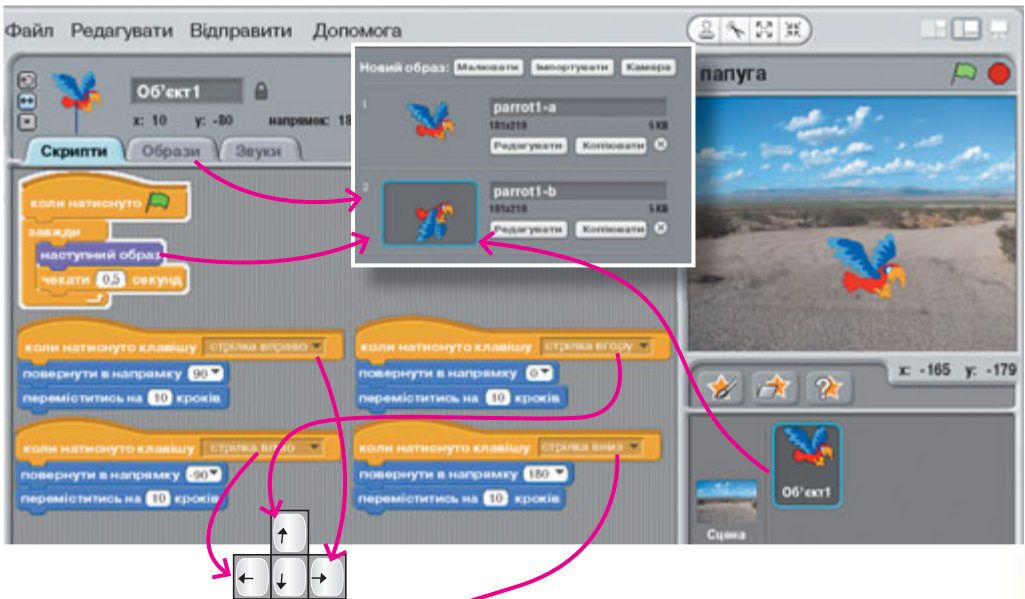 Файл Редагувати Відправити Допомога
Об'єкт1
x: 10 y: -80 напрямок: 18
Скрипти Образи Звуки
Новий образ: Малювати Імпортувати Камера
1
parrot1-a
181x218 5 KB
Редагувати Копіювати
2
parrot1-b
181x218 5 KB
Редагувати Копіювати
папуга
коли натиснуто
завжди
наступний образ
чекати 0,5 секунд
коли натиснуто клавішу стрілка вправо
повернути в напрямку 90
переміститись на 10 кроків
коли натиснуто клавішу стрілка вгору
повернути в напрямку 0
переміститись на 10 кроків
коли натиснуто клавішу стрілка вліво
повернути в напрямку -90
переміститись на 10 кроків
коли натиснуто клавішу стрілка вниз
повернути в напрямку 180
переміститись на 10 кроків
x: -165 y: -179
Об'єкт1
Сцена